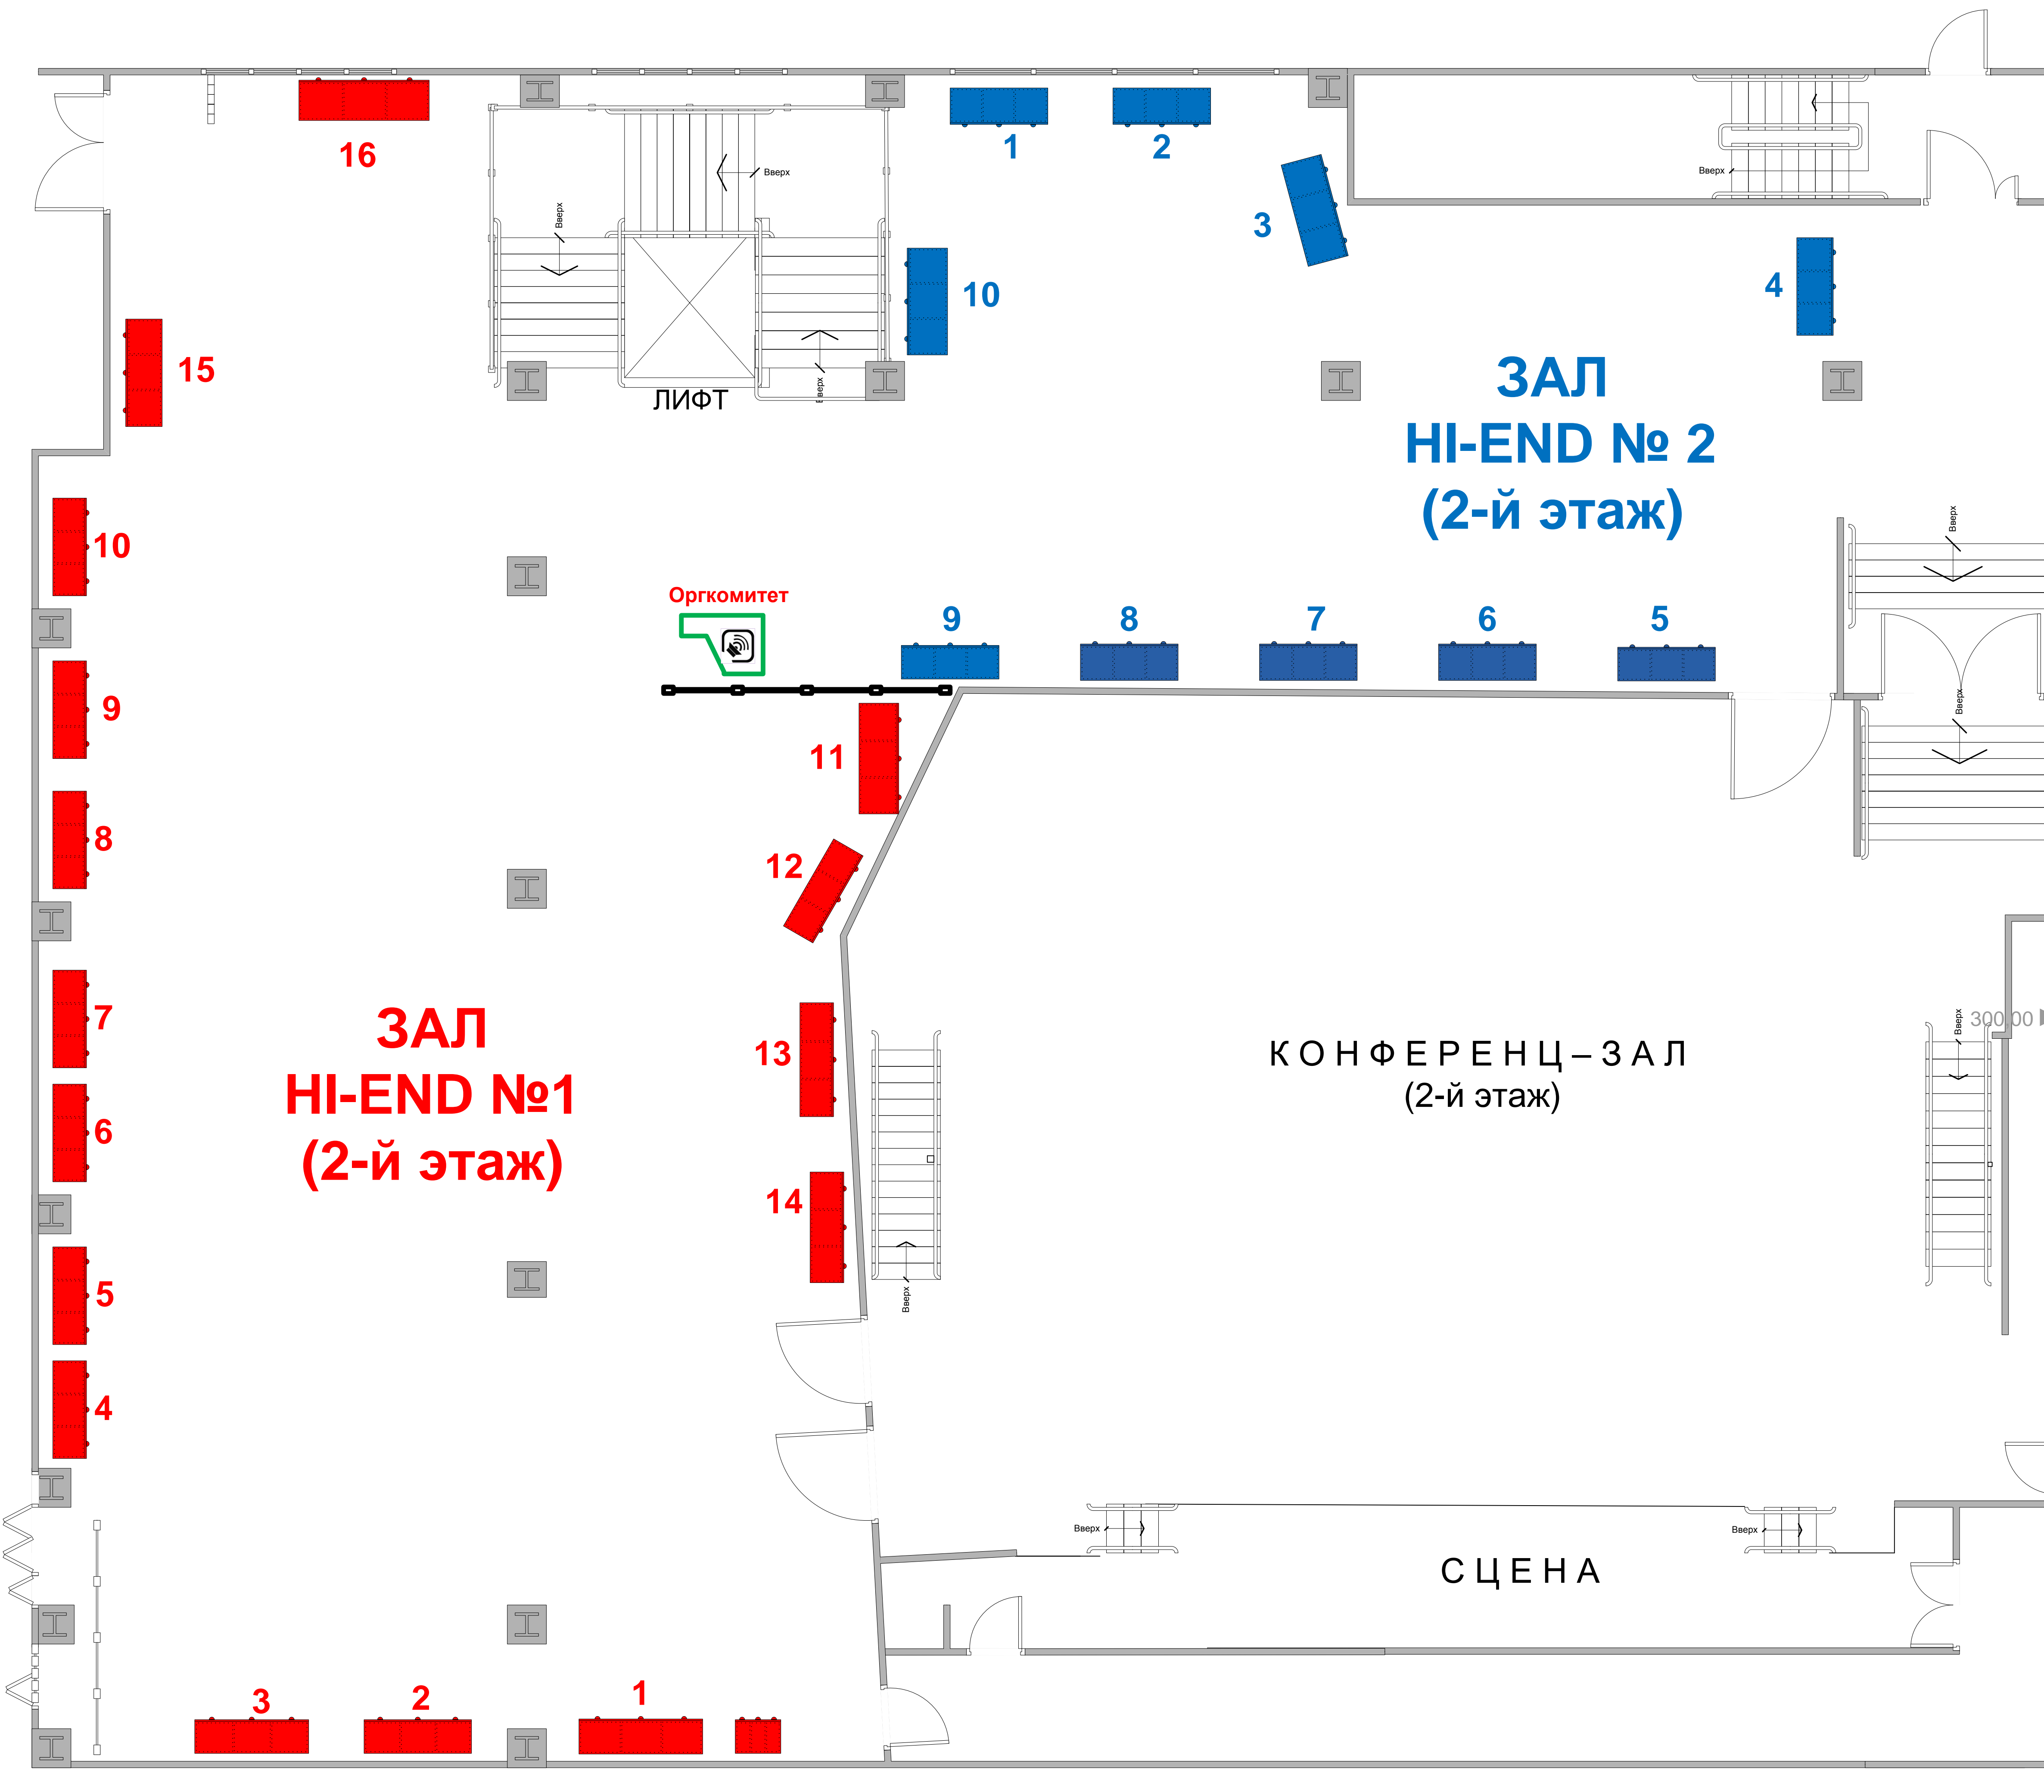 16
1
2
Вверх
Вверх
Вверх
3
4
10
15
ЛИФТ
Вверх
ЗАЛ
HI-END № 2
(2-й этаж)
10
Вверх
Оргкомитет
9
8
7
6
5
9
Вверх
11
8
12
7
ЗАЛ
HI-END №1
(2-й этаж)
13
КОНФЕРЕНЦ–ЗАЛ
(2-й этаж)
300,00
Вверх
6
14
5
Вверх
4
Вверх
Вверх
СЦЕНА
3
2
1